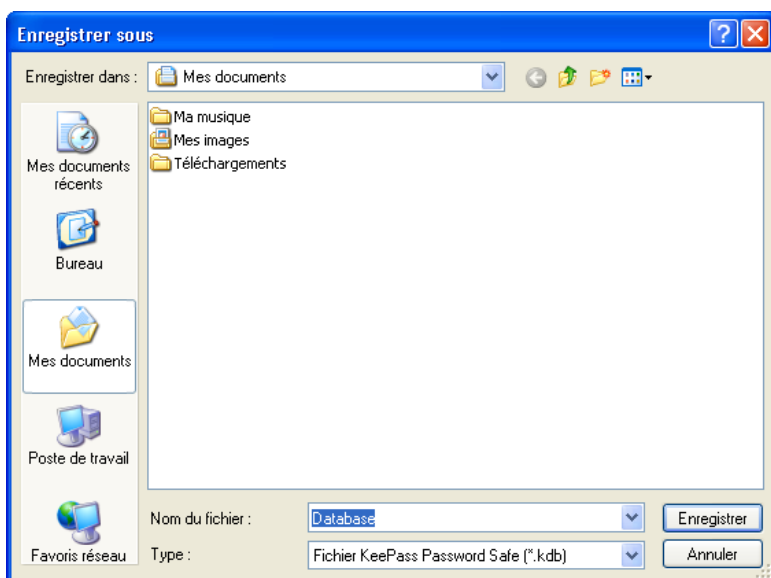 Enregistrer sous
Enregistrer dans :
Mes documents
Ma musique
Mes images
Téléchargements
Mes documents
récents
Bureau
Mes documents
Poste de travail
Favoris réseau
Nom du fichier :
Database
Enregistrer
Type :
Fichier KeePass Password Safe (*.kdb)
Annuler